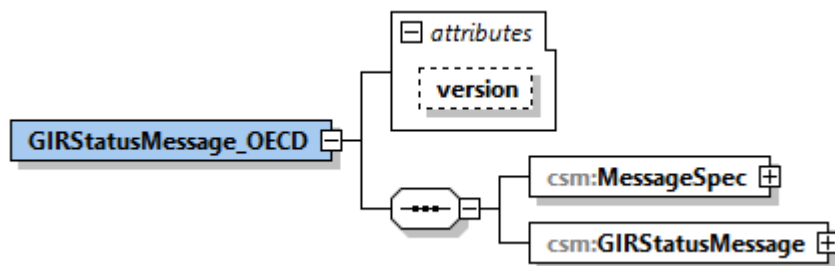 attributes
version
GIRStatusMessage_OECD
csm:MessageSpec
csm:GIRStatusMessage